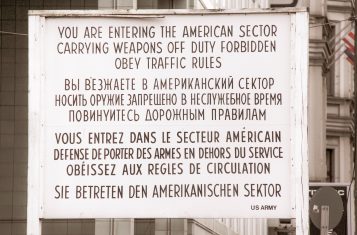 YOU ARE ENTERING THE AMERICAN SECTOR
CARRYING WEAPONS OFF DUTY FORBIDDEN
OBEY TRAFFIC RULES
ВЫ ВЪЕЗЖАЕТЕ В АМЕРИКАНСКИЙ СЕКТОР
НОСИТЬ ОРУЖИЕ ЗАПРЕЩЕНО В НЕСЛУЖЕБНОЕ ВРЕМЯ
ПОВИНУЙТЕСЬ ДОРОЖНЫМ ПРАВИЛАМ
VOUS ENTREZ DANS LE SECTEUR AMÉRICAIN
DÉFENSE DE PORTER DES ARMES EN DEHORS DU SERVICE
OBÉISSEZ AUX RÈGLES DE CIRCULATION
SIE BETRETEN DEN AMERIKANISCHEN SEKTOR
US ARMY